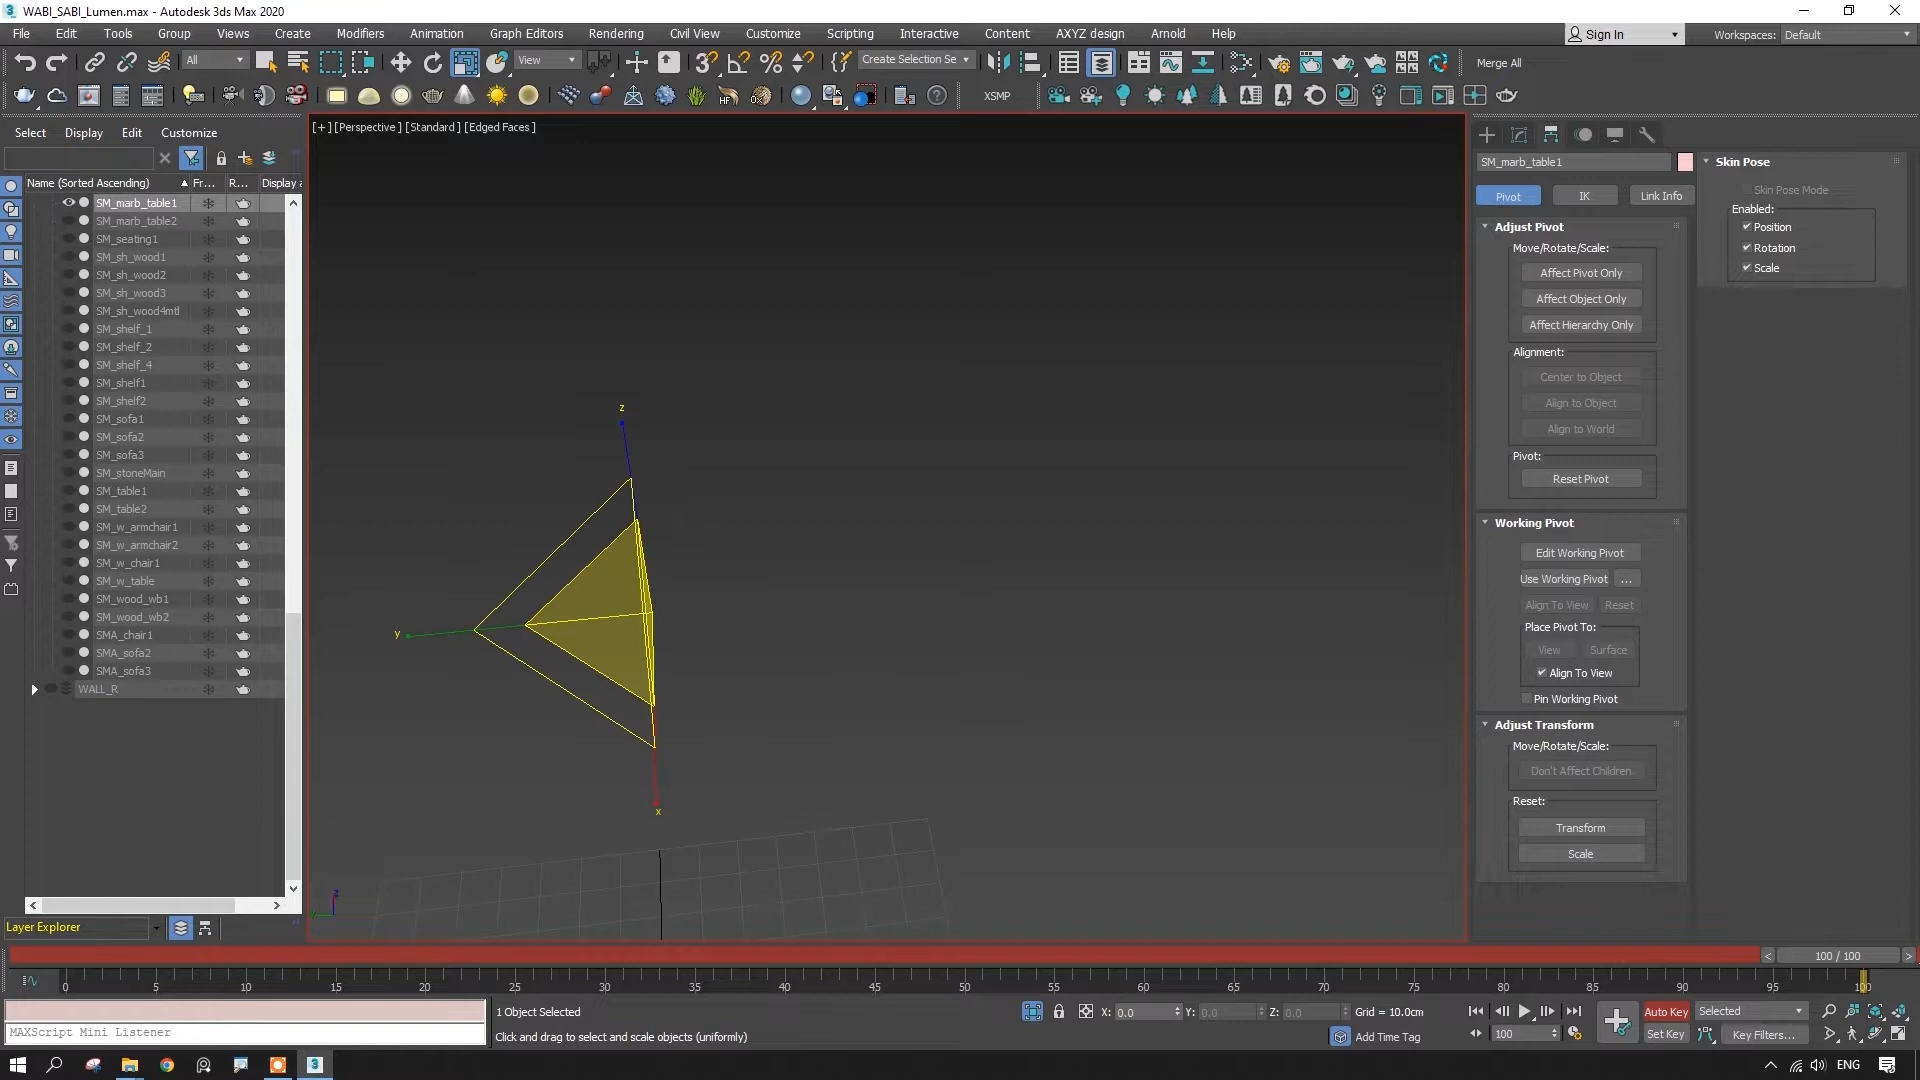 WABI_SABI_Lumen.max - Autodesk 3ds Max 2020
File Edit Tools Group Views Create Modifiers Animation Graph Editors Rendering Civil View Customize Scripting Interactive Content AXYZ design Arnold Help
Sign In
Workspaces: Default
All
View
Create Selection Se
Merge All
HF
XSMP
Select Display Edit Customize
Name (Sorted Ascending) Fr... R... Display a
SM_marb_table1
SM_marb_table2
SM_seating1
SM_sh_wood1
SM_sh_wood2
SM_sh_wood3
SM_sh_wood4mtl
SM_shelf_1
SM_shelf_2
SM_shelf_4
SM_shelf1
SM_shelf2
SM_sofa1
SM_sofa2
SM_sofa3
SM_stoneMain
SM_table1
SM_table2
SM_w_armchair1
SM_w_armchair2
SM_w_chair1
SM_w_table
SM_wood_wb1
SM_wood_wb2
SMA_chair1
SMA_sofa2
SMA_sofa3
WALL_R
Layer Explorer
[+] [Perspective ] [Standard ] [Edged Faces ]
z
y
x
z
y
SM_marb_table1
Pivot IK Link Info
Adjust Pivot
Move/Rotate/Scale:
Affect Pivot Only
Affect Object Only
Affect Hierarchy Only
Alignment:
Center to Object
Align to Object
Align to World
Pivot:
Reset Pivot
Working Pivot
Edit Working Pivot
Use Working Pivot ...
Align To View Reset
Place Pivot To:
View Surface
Align To View
Pin Working Pivot
Adjust Transform
Move/Rotate/Scale:
Don't Affect Children
Reset:
Transform
Scale
Skin Pose
Skin Pose Mode
Enabled:
Position
Rotation
Scale
< 100 / 100 >
0 5 10 15 20 25 30 35 40 45 50 55 60 65 70 75 80 85 90 95 100
MAXScript Mini Listener
1 Object Selected
Click and drag to select and scale objects (uniformly)
X: 0.0 Y: 0.0 Z: 0.0 Grid = 10.0cm
Add Time Tag
100
Auto Key Selected
Set Key Key Filters...
ENG